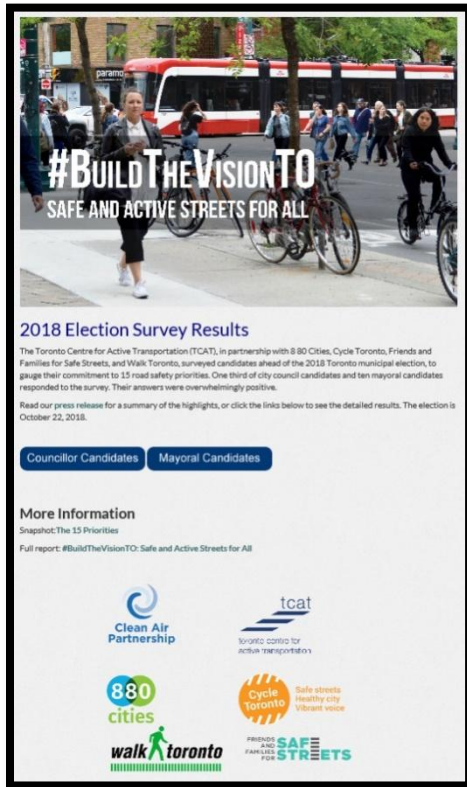 paramo
#BUILDTHEVISIONTO
SAFE AND ACTIVE STREETS FOR ALL
2018 Election Survey Results
The Toronto Centre for Active Transportation (TCAT), in partnership with 8 80 Cities, Cycle Toronto, Friends and
Families for Safe Streets, and Walk Toronto, surveyed candidates ahead of the 2018 Toronto municipal election, to
gauge their commitment to 15 road safety priorities. One third of city council candidates and ten mayoral candidates
responded to the survey. Their answers were overwhelmingly positive.
Read our press release for a summary of the highlights, or click the links below to see the detailed results. The election is
October 22, 2018.
Councillor Candidates
Mayoral Candidates
More Information
Snapshot:The 15 Priorities
Full report: #BuildTheVisionTO: Safe and Active Streets for All
Clean Air
Partnership
tcat
toronto centre for
active transportation
880
cities
Cycle
Toronto
Safe streets
Healthy city
Vibrant voice
walk toronto
FRIENDS
AND
FAMILIES
FOR
SAFE
STREETS